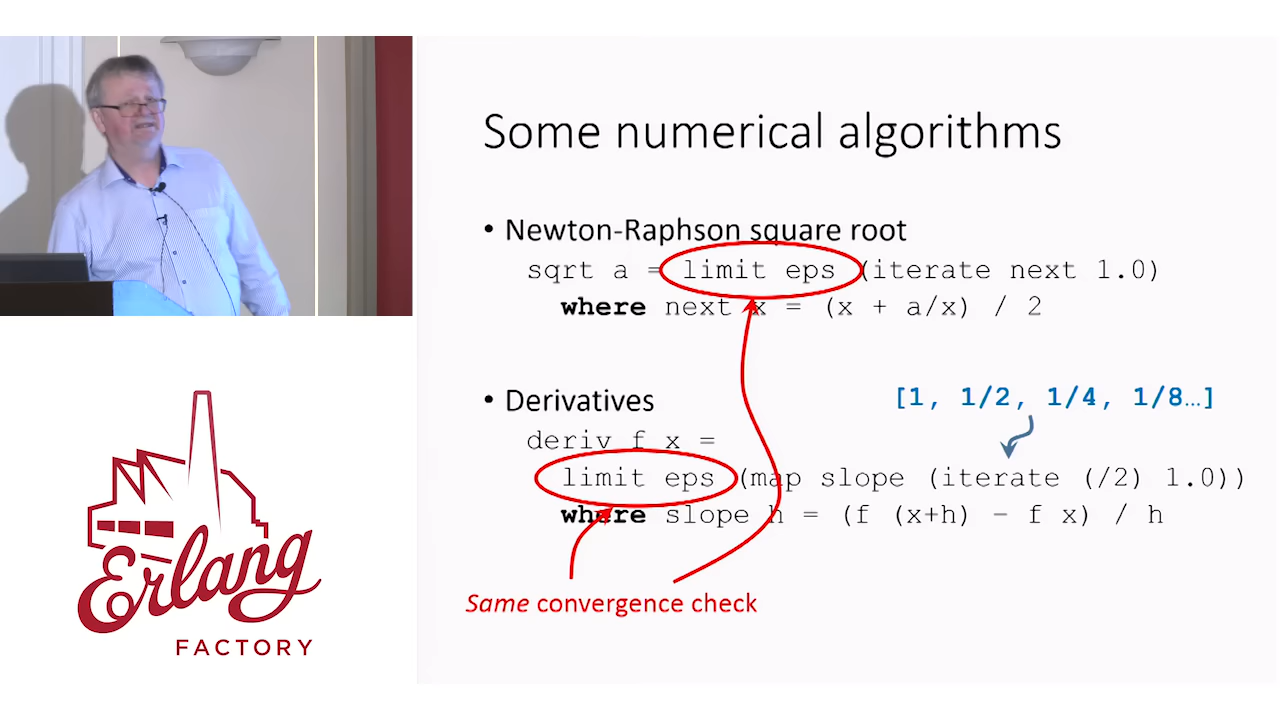 Some numerical algorithms
• Newton-Raphson square root
sqrt a = limit eps (iterate next 1.0)
where next x = (x + a/x) / 2
• Derivatives
[1, 1/2, 1/4, 1/8…]
deriv f x =
limit eps (map slope (iterate (/2) 1.0))
where slope h = (f (x+h) – f x) / h
Same convergence check
Erlang
FACTORY